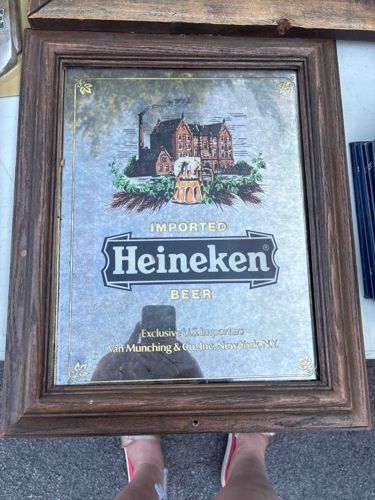 IMPORTED
Heineken®
BEER
Exclusive U.S. Importers
Van Munching & Co., Inc. New York, N.Y.